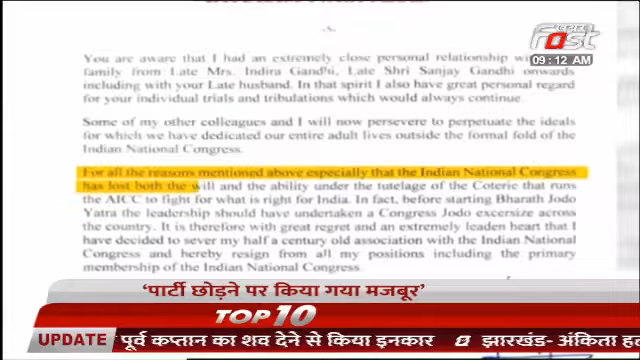 खबर
fast
09:12 AM
You are aware that I had an extremely close personal relationship wi
family from Late Mrs. Indira Gandhi, Late Shri Sanjay Gandhi onwards
including with your Late husband. In that spirit I also have great personal regard
for your individual trials and tribulations which would always continue.
Some of my other colleagues and I will now persevere to perpetuate the ideals
for which we have dedicated our entire adult lives outside the formal fold of the
Indian National Congress.
For all the reasons mentioned above especially that the Indian National Congress
has lost both the will and the ability under the tutelage of the Coterie that runs
the AICC to fight for what is right for India. In fact, before starting Bharath Jodo
Yatra the leadership should have undertaken a Congress Jodo excersize across
the country. It is therefore with great regret and an extremely leaden heart that I
have decided to sever my half a century old association with the Indian National
Congress and hereby resign from all my positions including the primary
membership of the Indian National Congress.
'पार्टी छोड़ने पर किया गया मजबूर'
TOP 10
UPDATE पूर्व कप्तान का शव देने से किया इनकार झारखंड- अंकिता ह